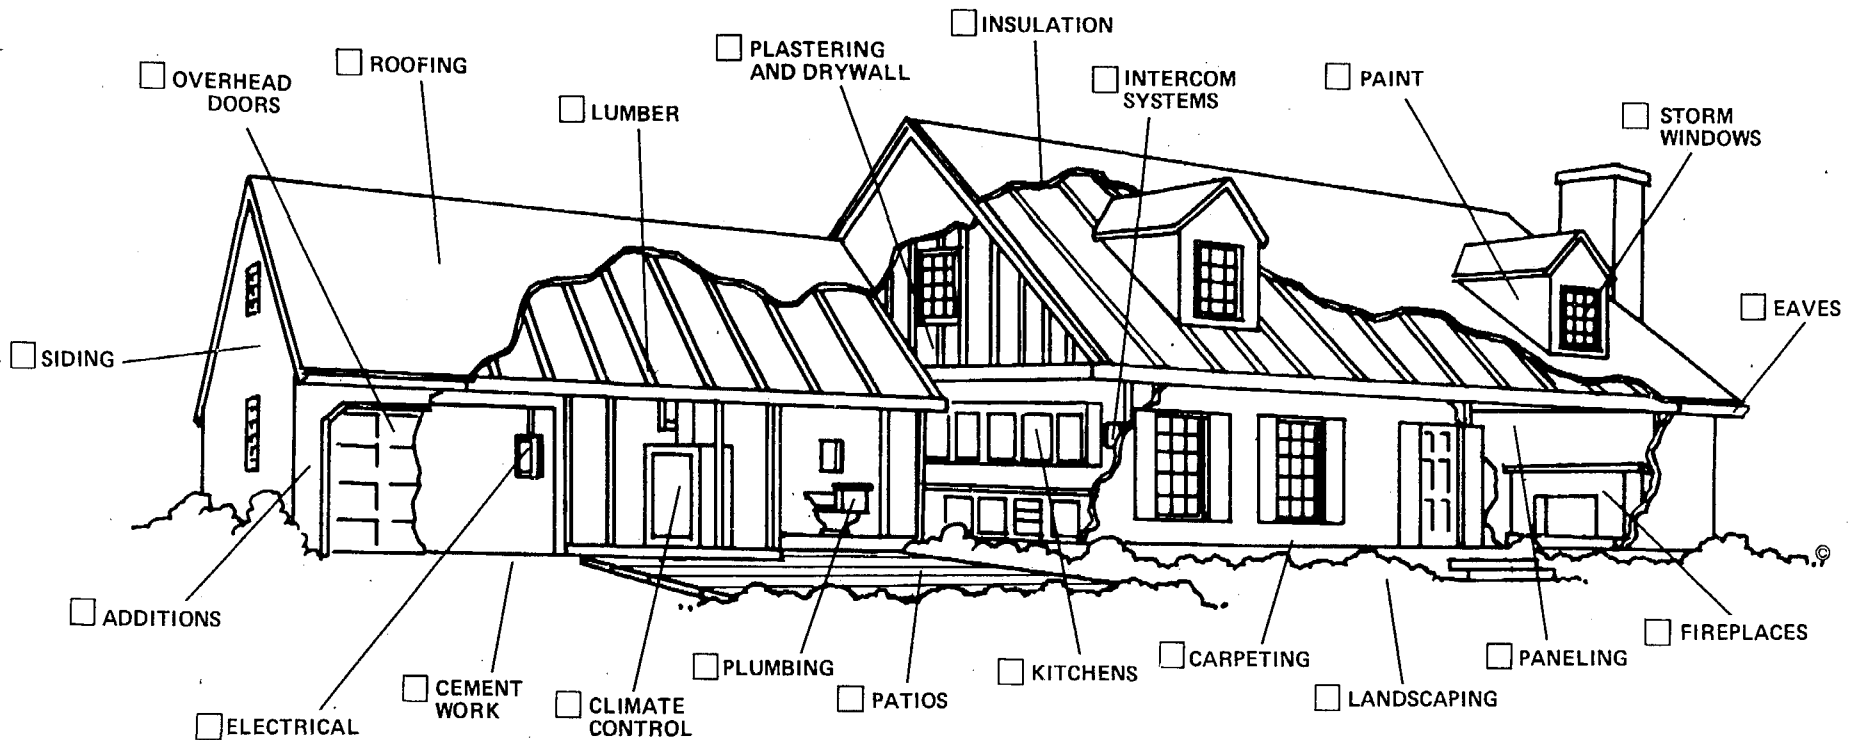 ☐ INSULATION
☐ PLASTERING
AND DRYWALL
☐ ROOFING
☐ OVERHEAD
DOORS
☐ LUMBER
☐ INTERCOM
SYSTEMS
☐ PAINT
☐ STORM
WINDOWS
☐ EAVES
☐ SIDING
©
☐ ADDITIONS
☐ ELECTRICAL
☐ CEMENT
WORK
☐ CLIMATE
CONTROL
☐ PLUMBING
☐ PATIOS
☐ KITCHENS
☐ CARPETING
☐ LANDSCAPING
☐ PANELING
☐ FIREPLACES